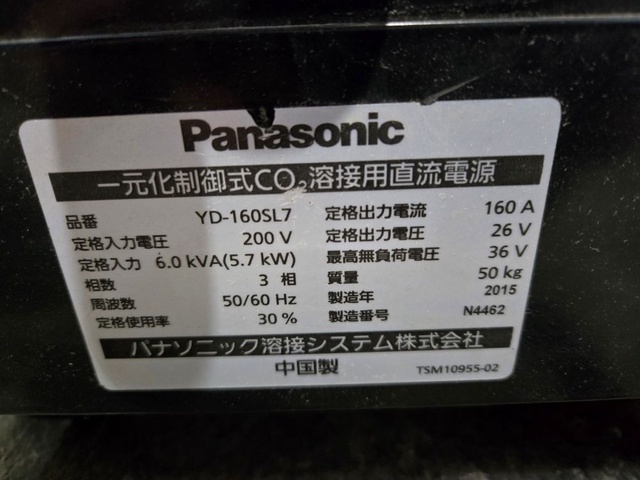 Panasonic
一元化制御式CO₂溶接用直流電源
品番 YD-160SL7 定格出力電流 160 A
定格入力電圧 200 V 定格出力電圧 26 V
定格入力 6.0 kVA(5.7 kW) 最高無負荷電圧 36 V
相数 3 相 質量 50 kg
周波数 50/60 Hz 製造年 2015
定格使用率 30 % 製造番号 N4462
パナソニック溶接システム株式会社
中国製 TSM10955-02